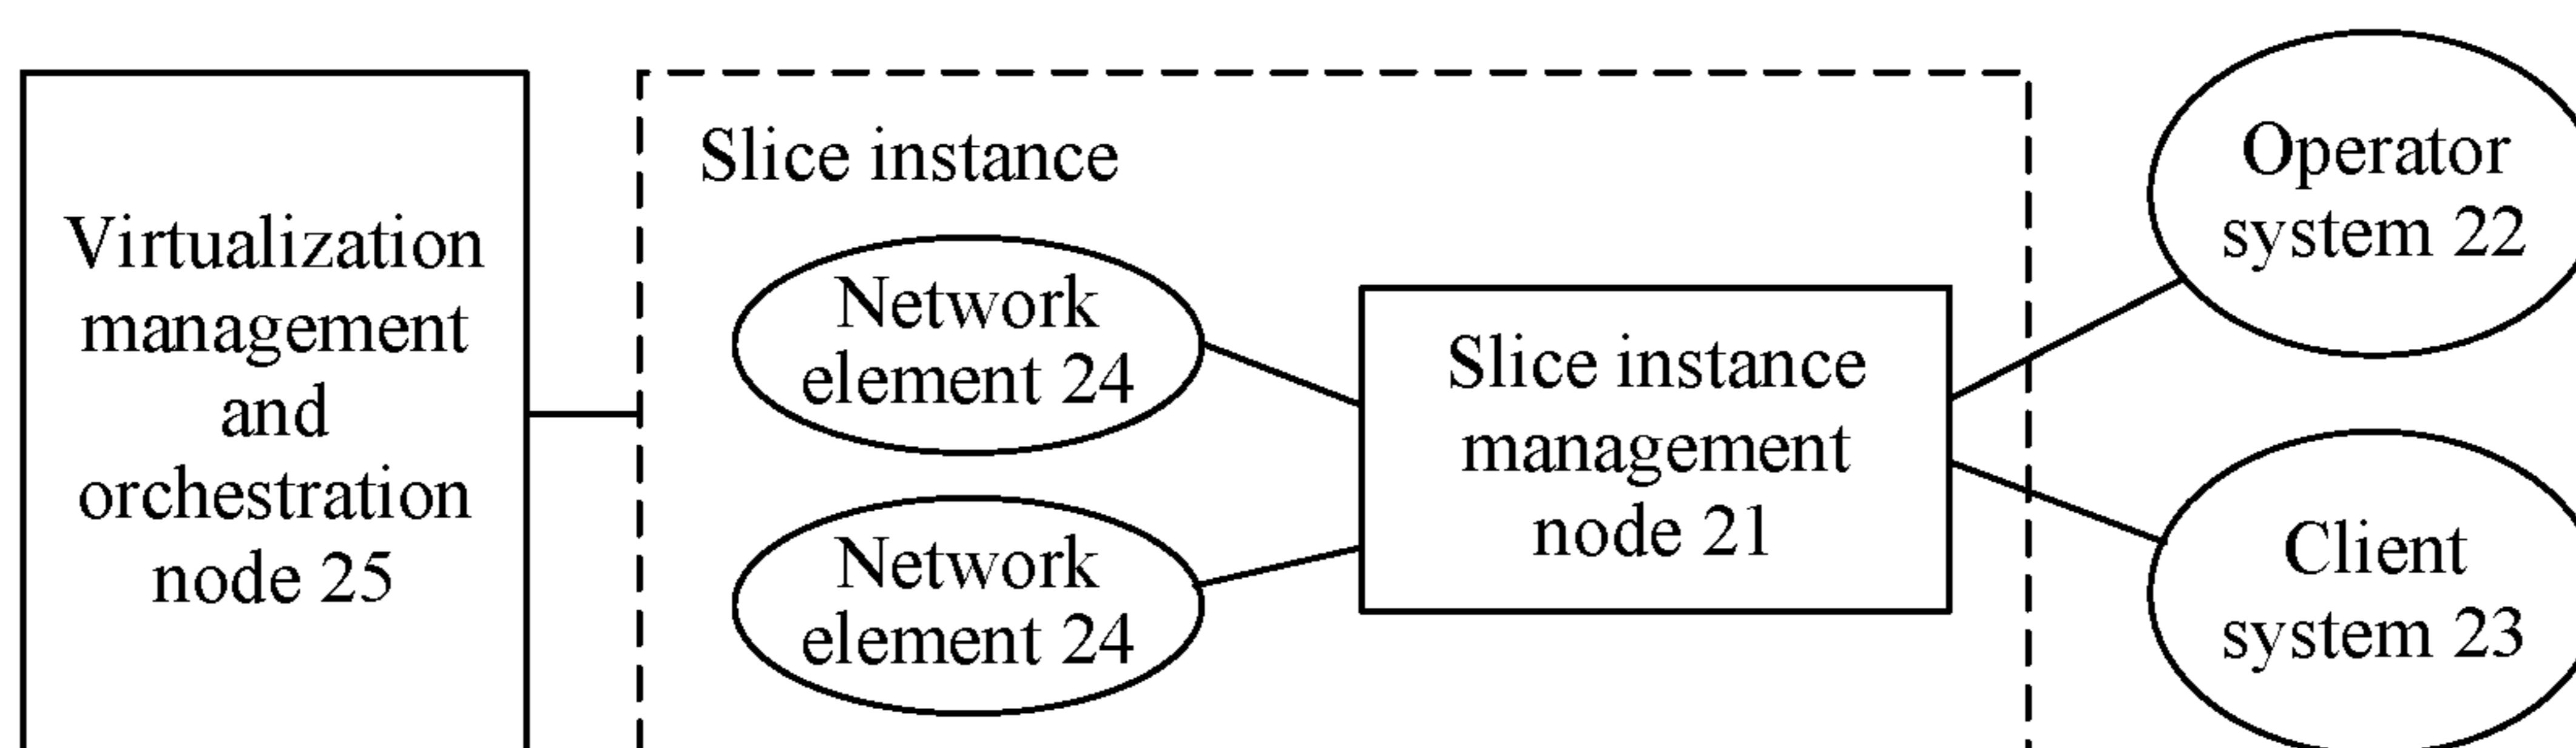 Virtualization
management
and
orchestration
node 25
Slice instance
Network
element 24
Network
element 24
Slice instance
management
node 21
Operator
system 22
Client
system 23